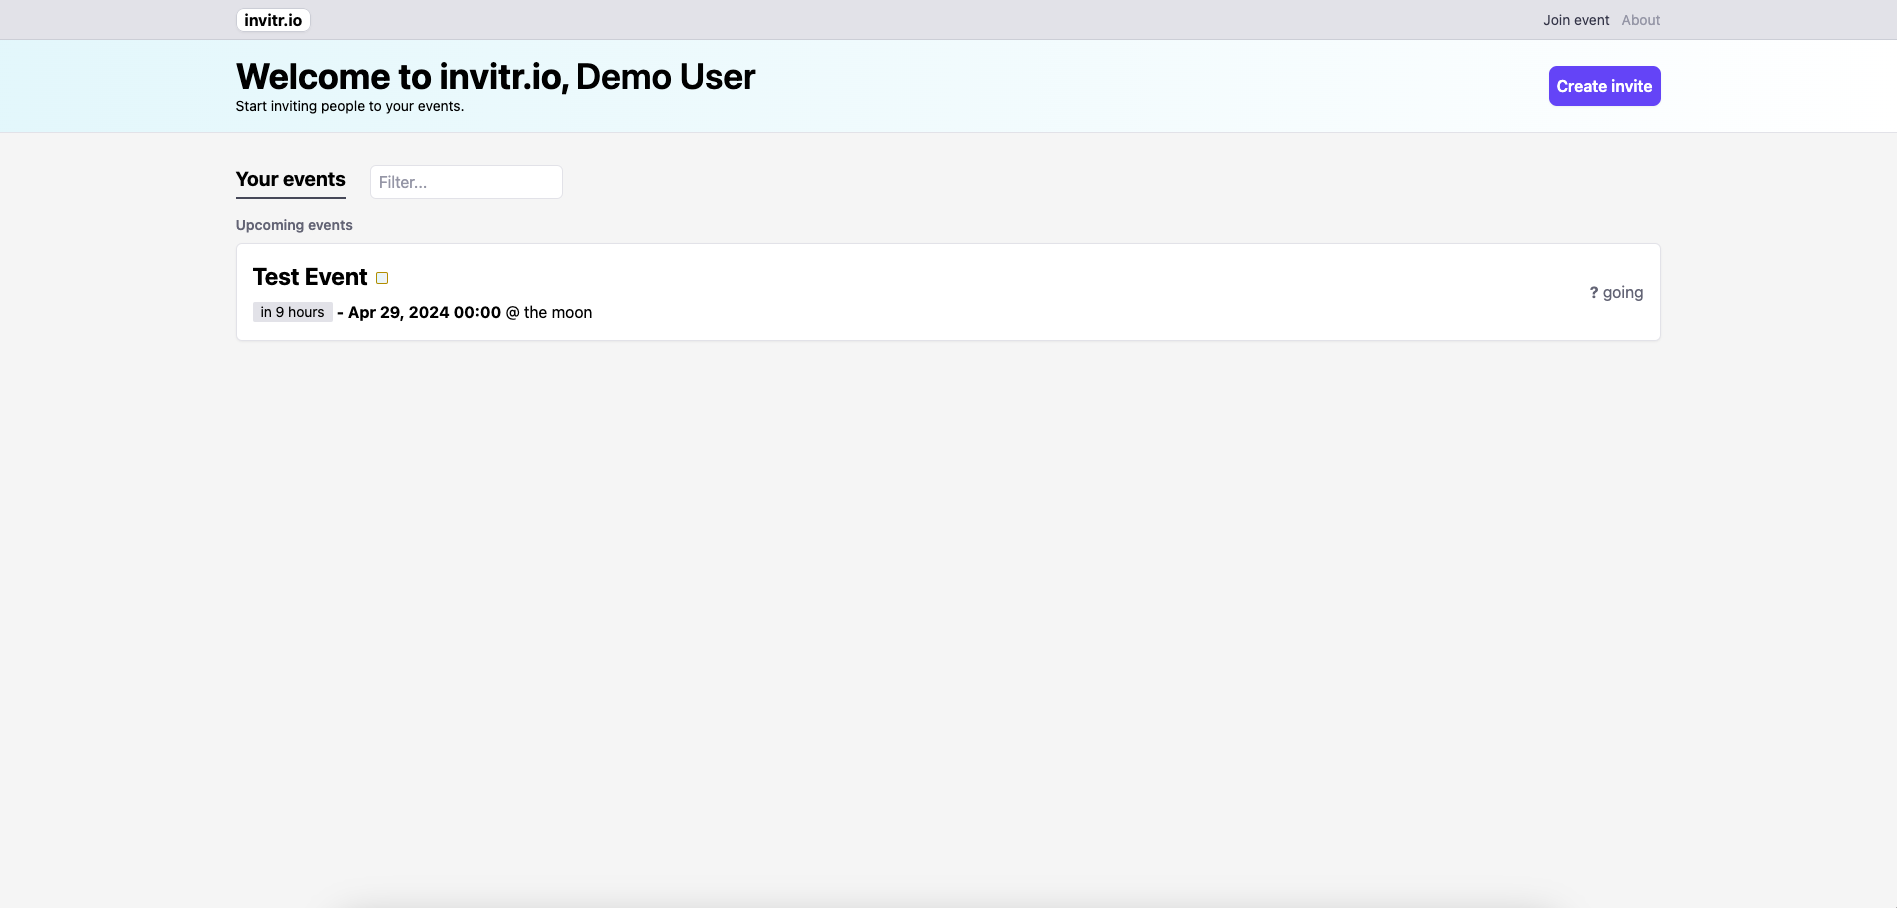 invitr.io
Join event About
Welcome to invitr.io, Demo User
Start inviting people to your events.
Create invite
Your events
Filter...
Upcoming events
Test Event
in 9 hours - Apr 29, 2024 00:00 @ the moon
? going